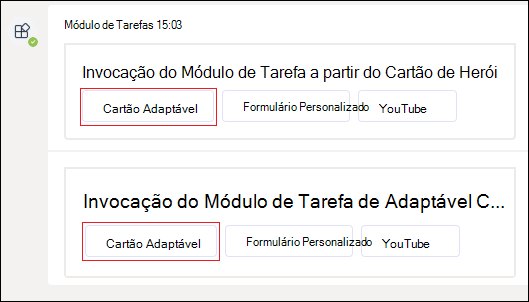 Módulo de Tarefas 15:03
Invocação do Módulo de Tarefa a partir do Cartão de Herói
Cartão Adaptável Formulário Personalizado YouTube
Invocação do Módulo de Tarefa de Adaptável C...
Cartão Adaptável Formulário Personalizado YouTube